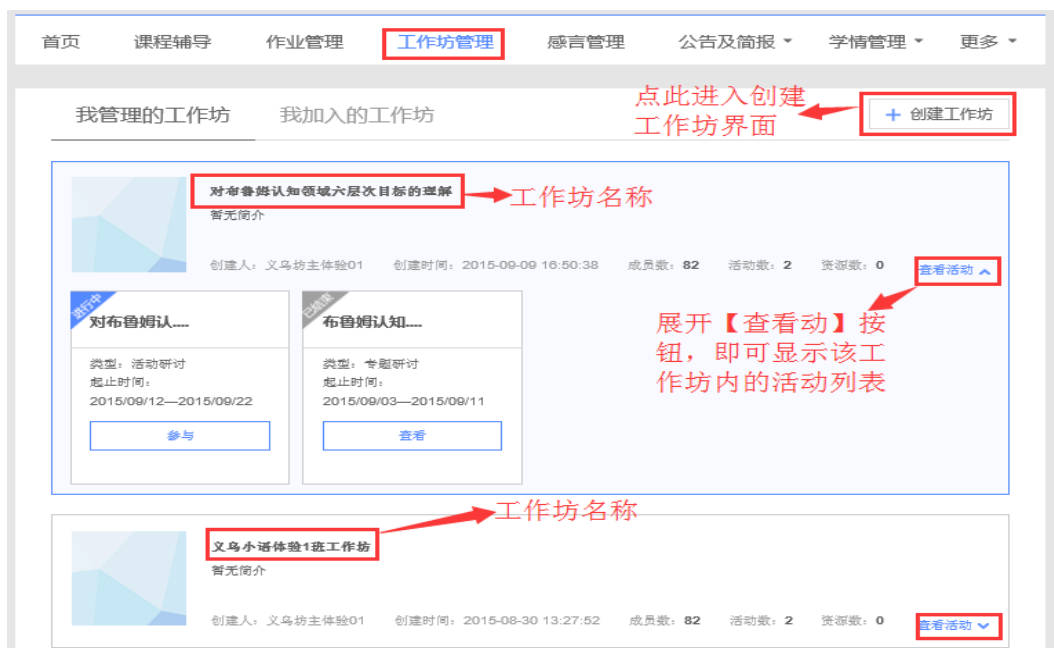 首页 课程辅导 作业管理 工作坊管理 感言管理 公告及简报 学情管理 更多
我管理的工作坊 我加入的工作坊
点此进入创建
工作坊界面
+ 创建工作坊
对布鲁姆认知领域六层次目标的理解
工作坊名称
暂无简介
创建人：义乌坊主体验01 创建时间：2015-09-09 16:50:38 成员数：82 活动数：2 资源数：0 查看活动
进行中
对布鲁姆认....
类型：活动研讨
起止时间：
2015/09/12—2015/09/22
参与
已结束
布鲁姆认知....
类型：专题研讨
起止时间：
2015/09/03—2015/09/11
查看
展开【查看动】按
钮，即可显示该工
作坊内的活动列表
工作坊名称
义乌小语体验1班工作坊
暂无简介
创建人：义乌坊主体验01 创建时间：2015-08-30 13:27:52 成员数：82 活动数：2 资源数：0 查看活动